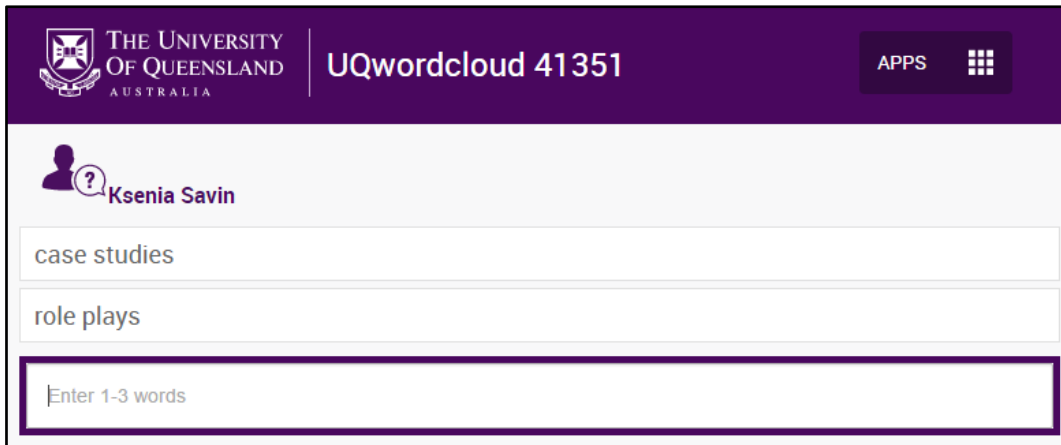 THE UNIVERSITY
OF QUEENSLAND
AUSTRALIA
UQwordcloud 41351
APPS
?
Ksenia Savin
case studies
role plays
Enter 1-3 words